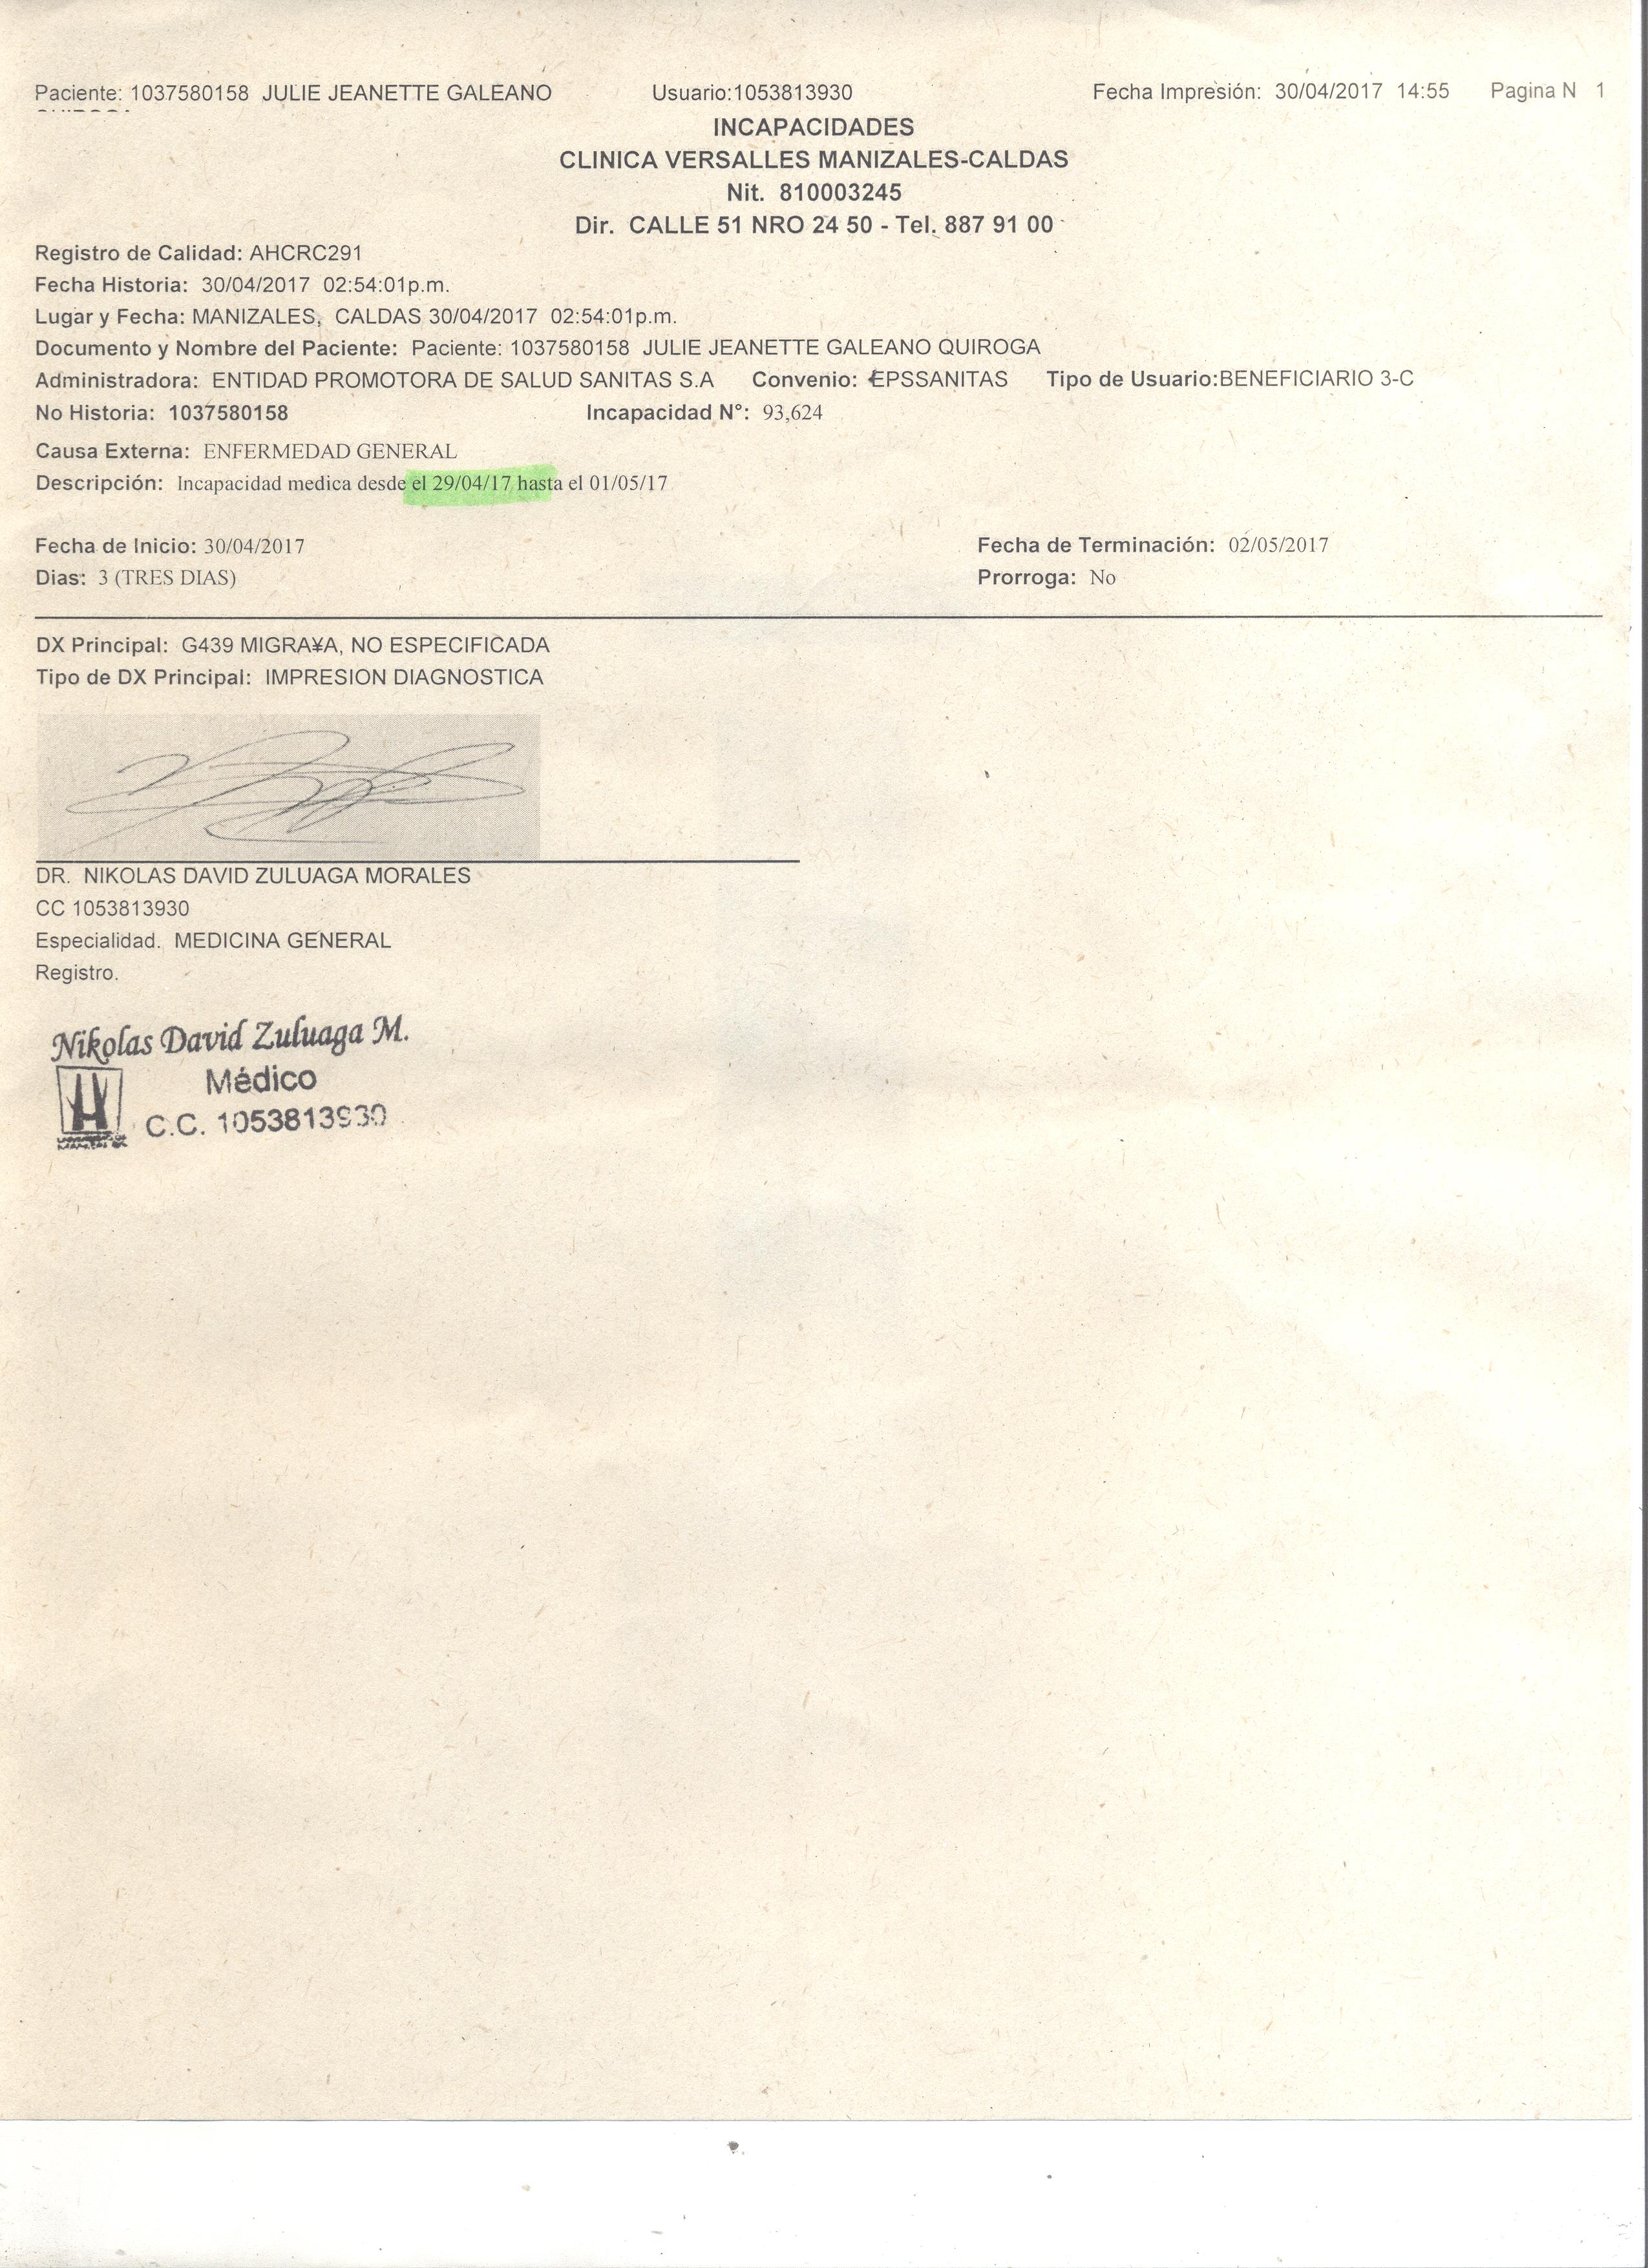 Paciente: 1037580158 JULIE JEANETTE GALEANO Usuario:1053813930 Fecha Impresión: 30/04/2017 14:55 Pagina N 1
INCAPACIDADES
CLINICA VERSALLES MANIZALES-CALDAS
Nit. 810003245
Dir. CALLE 51 NRO 24 50 - Tel. 887 91 00
Registro de Calidad: AHCRC291
Fecha Historia: 30/04/2017 02:54:01p.m.
Lugar y Fecha: MANIZALES, CALDAS 30/04/2017 02:54:01p.m.
Documento y Nombre del Paciente: Paciente: 1037580158 JULIE JEANETTE GALEANO QUIROGA
Administradora: ENTIDAD PROMOTORA DE SALUD SANITAS S.A Convenio: EPSSANITAS Tipo de Usuario:BENEFICIARIO 3-C
No Historia: 1037580158 Incapacidad N°: 93,624
Causa Externa: ENFERMEDAD GENERAL
Descripción: Incapacidad medica desde el 29/04/17 hasta el 01/05/17
Fecha de Inicio: 30/04/2017 Fecha de Terminación: 02/05/2017
Dias: 3 (TRES DIAS) Prorroga: No
DX Principal: G439 MIGRA¥A, NO ESPECIFICADA
Tipo de DX Principal: IMPRESION DIAGNOSTICA
DR. NIKOLAS DAVID ZULUAGA MORALES
CC 1053813930
Especialidad. MEDICINA GENERAL
Registro.
Nikolas David Zuluaga M.
Médico
C.C. 1053813930